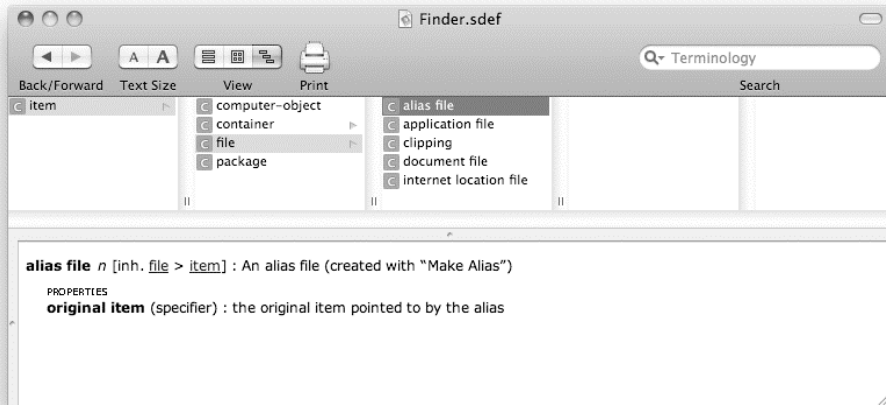 Finder.sdef
A A
Terminology
Back/Forward Text Size View Print Search
C item
C computer-object
C container
C file
C package
C alias file
C application file
C clipping
C document file
C internet location file
alias file n [inh. file > item] : An alias file (created with “Make Alias”)
PROPERTIES
original item (specifier) : the original item pointed to by the alias